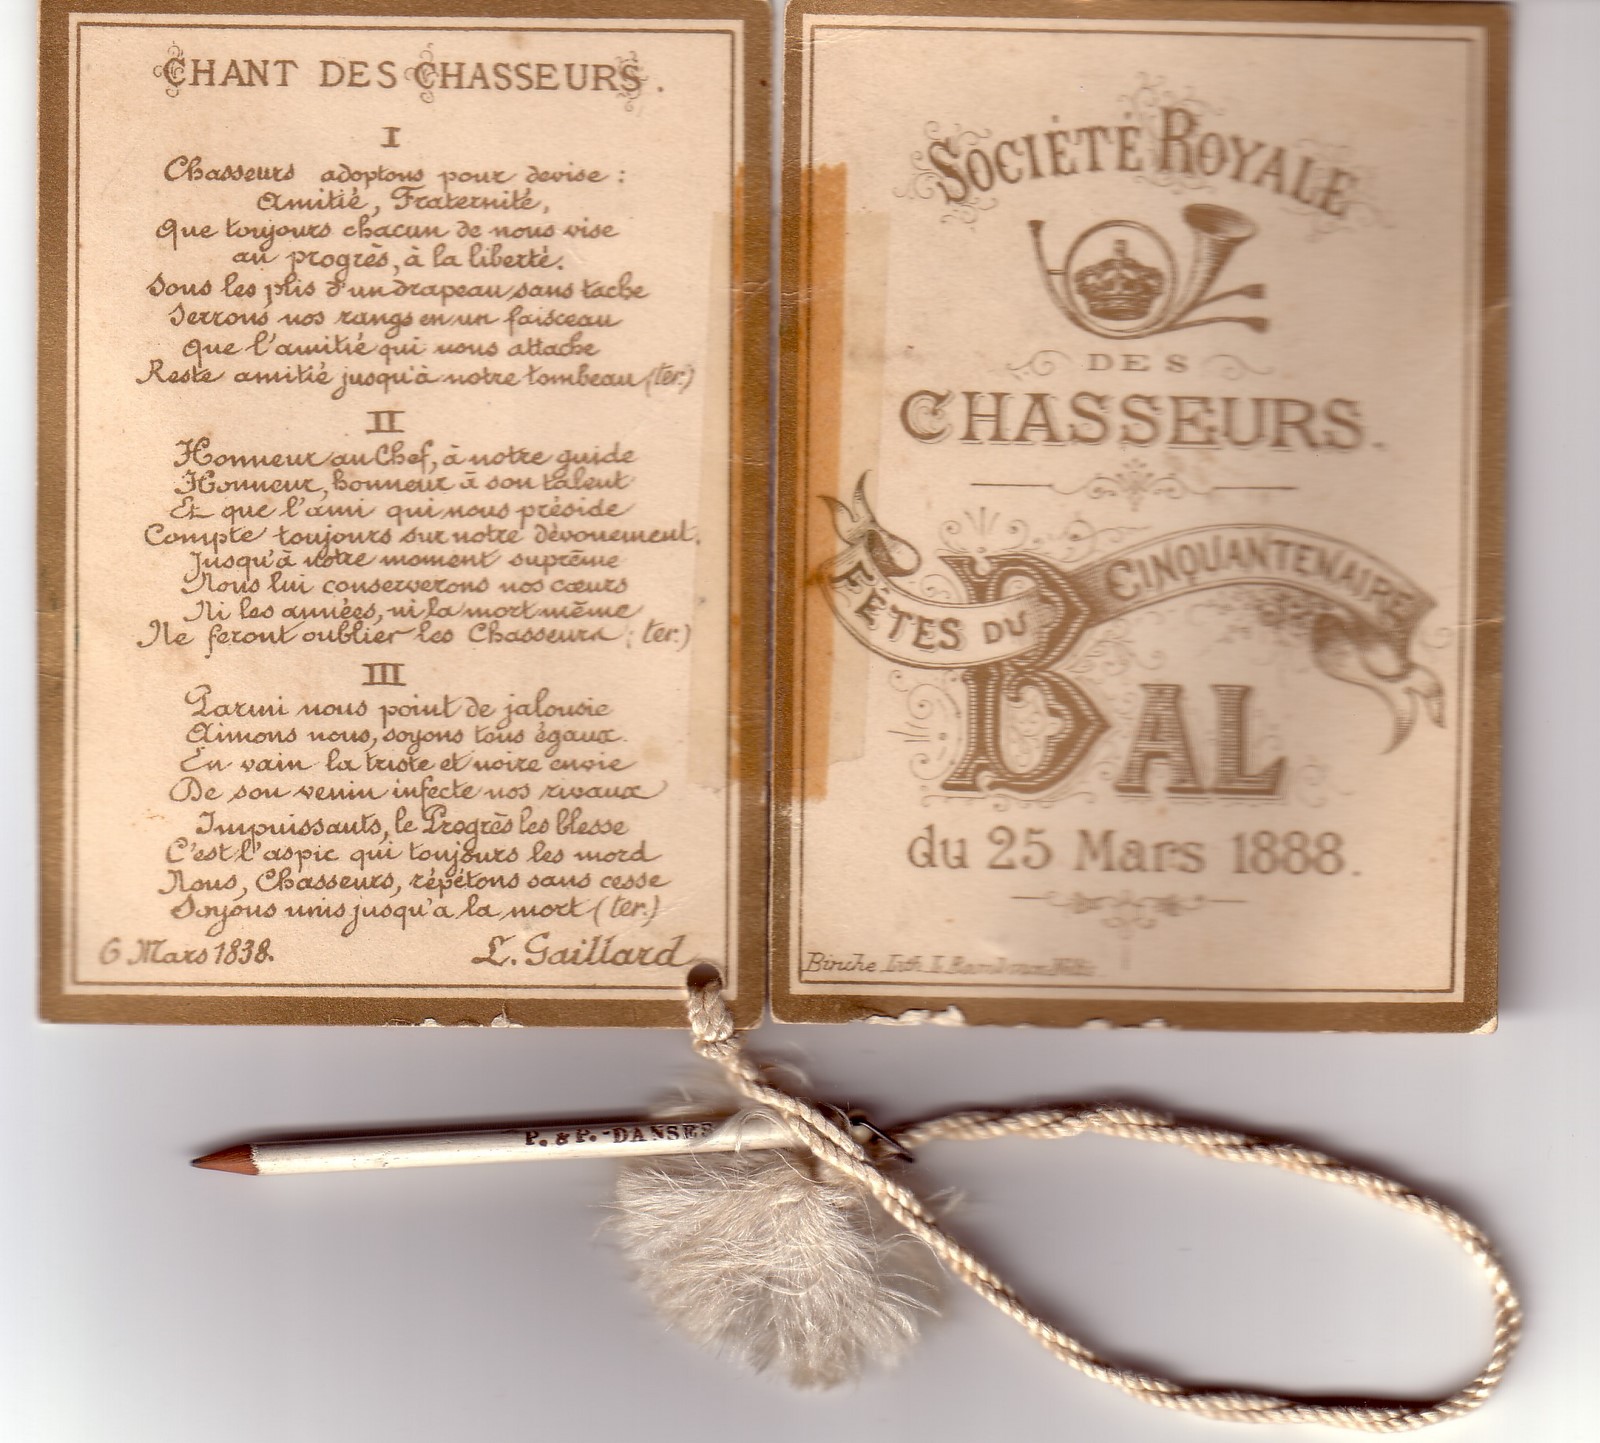 CHANT DES CHASSEURS.
I
Chasseurs adoptons pour devise :
Amitié, Fraternité,
Que toujours chacun de nous vise
au progrès, à la liberté.
Sous les plis d'un drapeau sans tache
Serrons nos rangs en un faisceau
Que l'amitié qui nous attache
Reste amitié jusqu'à notre tombeau (ter.)
II
Honneur au Chef, à notre guide
Honneur, honneur à son talent
Et que l'ami qui nous préside
Compte toujours sur notre dévouement.
Jusqu'à notre moment suprême
Nous lui conserverons nos cœurs
Ni les années, ni la mort même
Ne feront oublier les Chasseurs (ter.)
III
Parmi nous point de jalousie
Aimons nous, soyons tous égaux.
En vain la triste et noire envie
De son venin infecte nos rivaux
Impuissants, le Progrès les blesse
C'est l'aspic qui toujours les mord
Nous, Chasseurs, répétons sans cesse
Soyons unis jusqu'a la mort (ter.)
6 Mars 1838.
L. Gaillard
SOCIÉTÉ ROYALE
DES
CHASSEURS.
FÊTES DU CINQUANTENAIRE
BAL
du 25 Mars 1888.
Binche Lith.
P. & P.-DANSES